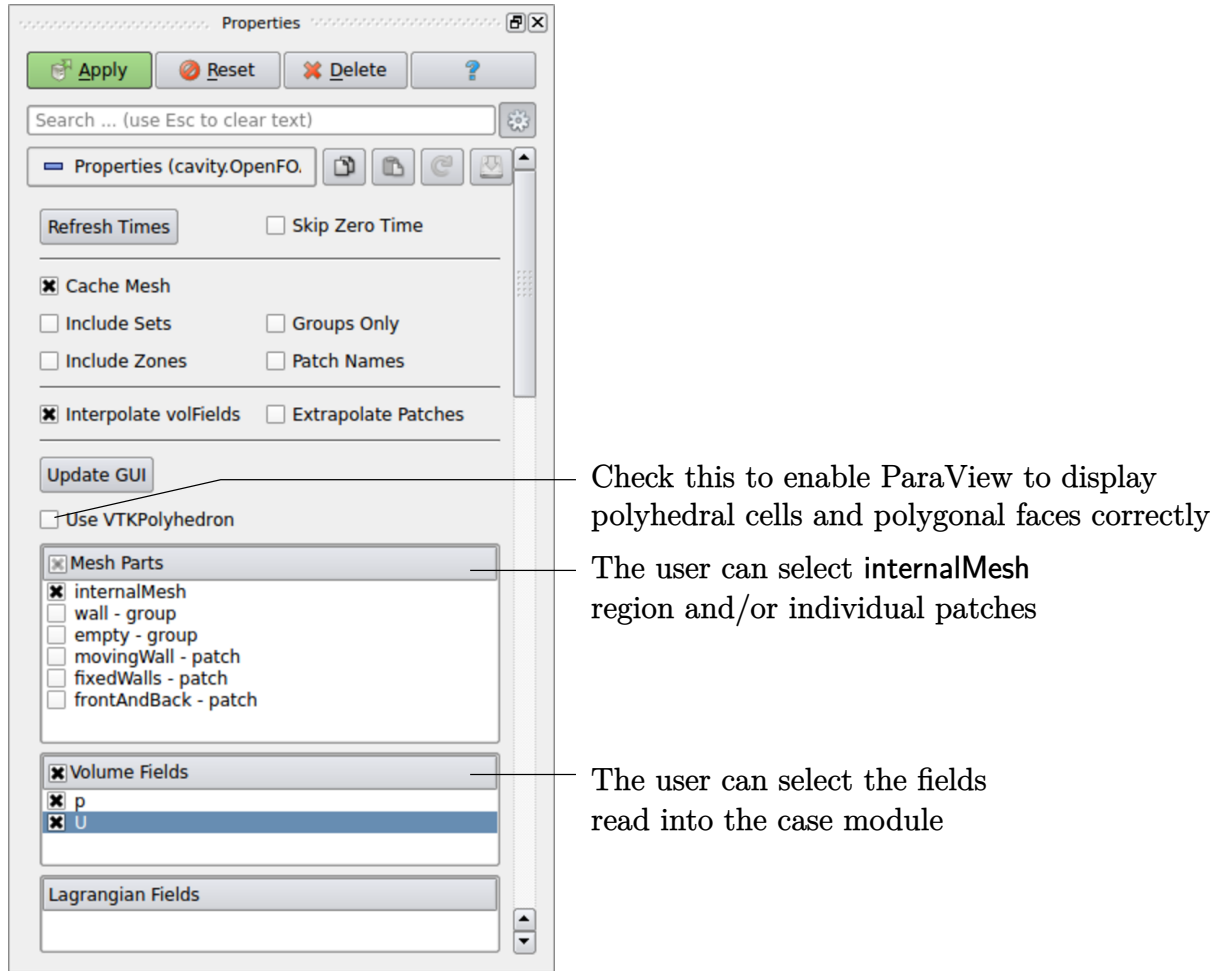 Properties
Apply Reset Delete ?
Search ... (use Esc to clear text)
Properties (cavity.OpenFO.
Refresh Times Skip Zero Time
Cache Mesh
Include Sets Groups Only
Include Zones Patch Names
Interpolate volFields Extrapolate Patches
Update GUI
Use VTKPolyhedron
Check this to enable ParaView to display
polyhedral cells and polygonal faces correctly
Mesh Parts
internalMesh
wall - group
empty - group
movingWall - patch
fixedWalls - patch
frontAndBack - patch
The user can select internalMesh
region and/or individual patches
Volume Fields
p
U
The user can select the fields
read into the case module
Lagrangian Fields